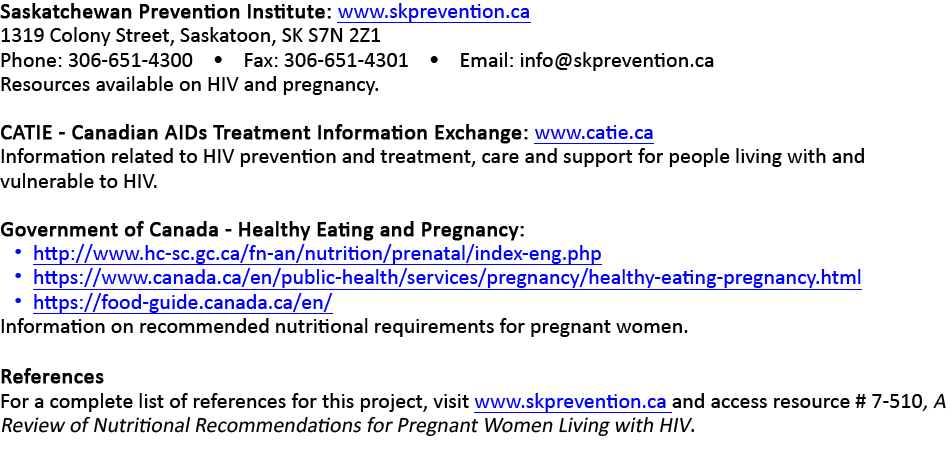 Saskatchewan Prevention Institute: www.skprevention.ca
1319 Colony Street, Saskatoon, SK S7N 2Z1
Phone: 306-651-4300 • Fax: 306-651-4301 • Email: info@skprevention.ca
Resources available on HIV and pregnancy.
CATIE - Canadian AIDs Treatment Information Exchange: www.catie.ca
Information related to HIV prevention and treatment, care and support for people living with and
vulnerable to HIV.
Government of Canada - Healthy Eating and Pregnancy:
• http://www.hc-sc.gc.ca/fn-an/nutrition/prenatal/index-eng.php
• https://www.canada.ca/en/public-health/services/pregnancy/healthy-eating-pregnancy.html
• https://food-guide.canada.ca/en/
Information on recommended nutritional requirements for pregnant women.
References
For a complete list of references for this project, visit www.skprevention.ca and access resource # 7-510, A
Review of Nutritional Recommendations for Pregnant Women Living with HIV.